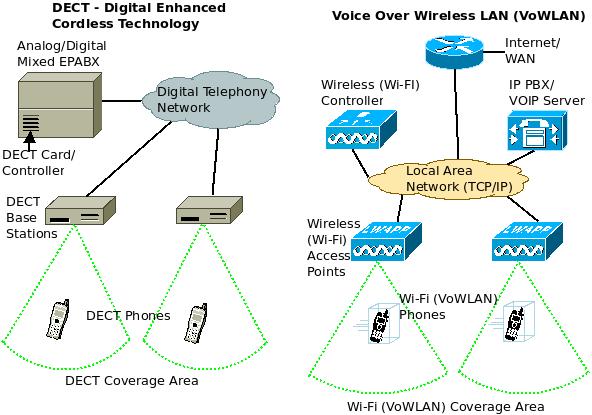 DECT - Digital Enhanced
Cordless Technology
Analog/Digital
Mixed EPABX
Digital Telephony
Network
DECT Card/
Controller
DECT
Base
Stations
DECT Phones
DECT Coverage Area
Voice Over Wireless LAN (VoWLAN)
Internet/
WAN
Wireless (Wi-FI)
Controller
IP PBX/
VOIP Server
Local Area
Network (TCP/IP)
Wireless
(Wi-Fi)
Access
Points
LWAPP
LWAPP
Wi-Fi (VoWLAN)
Phones
Wi-Fi (VoWLAN) Coverage Area